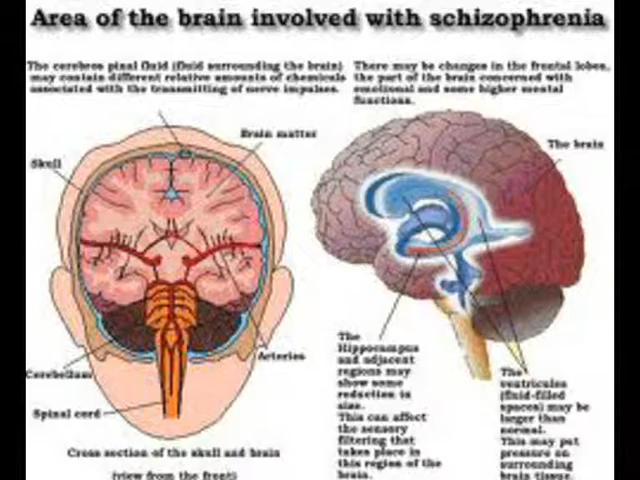 Area of the brain involved with schizophrenia
The cerebros pinal fluid (fluid surrounding the brain)
may contain different relative amounts of chemicals
associated with the transmitting of nerve impulses.
There may be changes in the frontal lobes,
the part of the brain concerned with
emotional and some higher mental
functions.
Brain matter
Skull
The brain
Arteries
Cerebellum
Spinal cord
Cross section of the skull and brain
(view from the front)
The
Hippocampus
and adjacent
regions may
show some
reduction in
size.
This can affect
the sensory
filtering that
takes place in
this region of the
brain.
The
ventricules
(fluid-filled
spaces) may be
larger than
normal.
This may put
pressure on
surrounding
brain tissue.